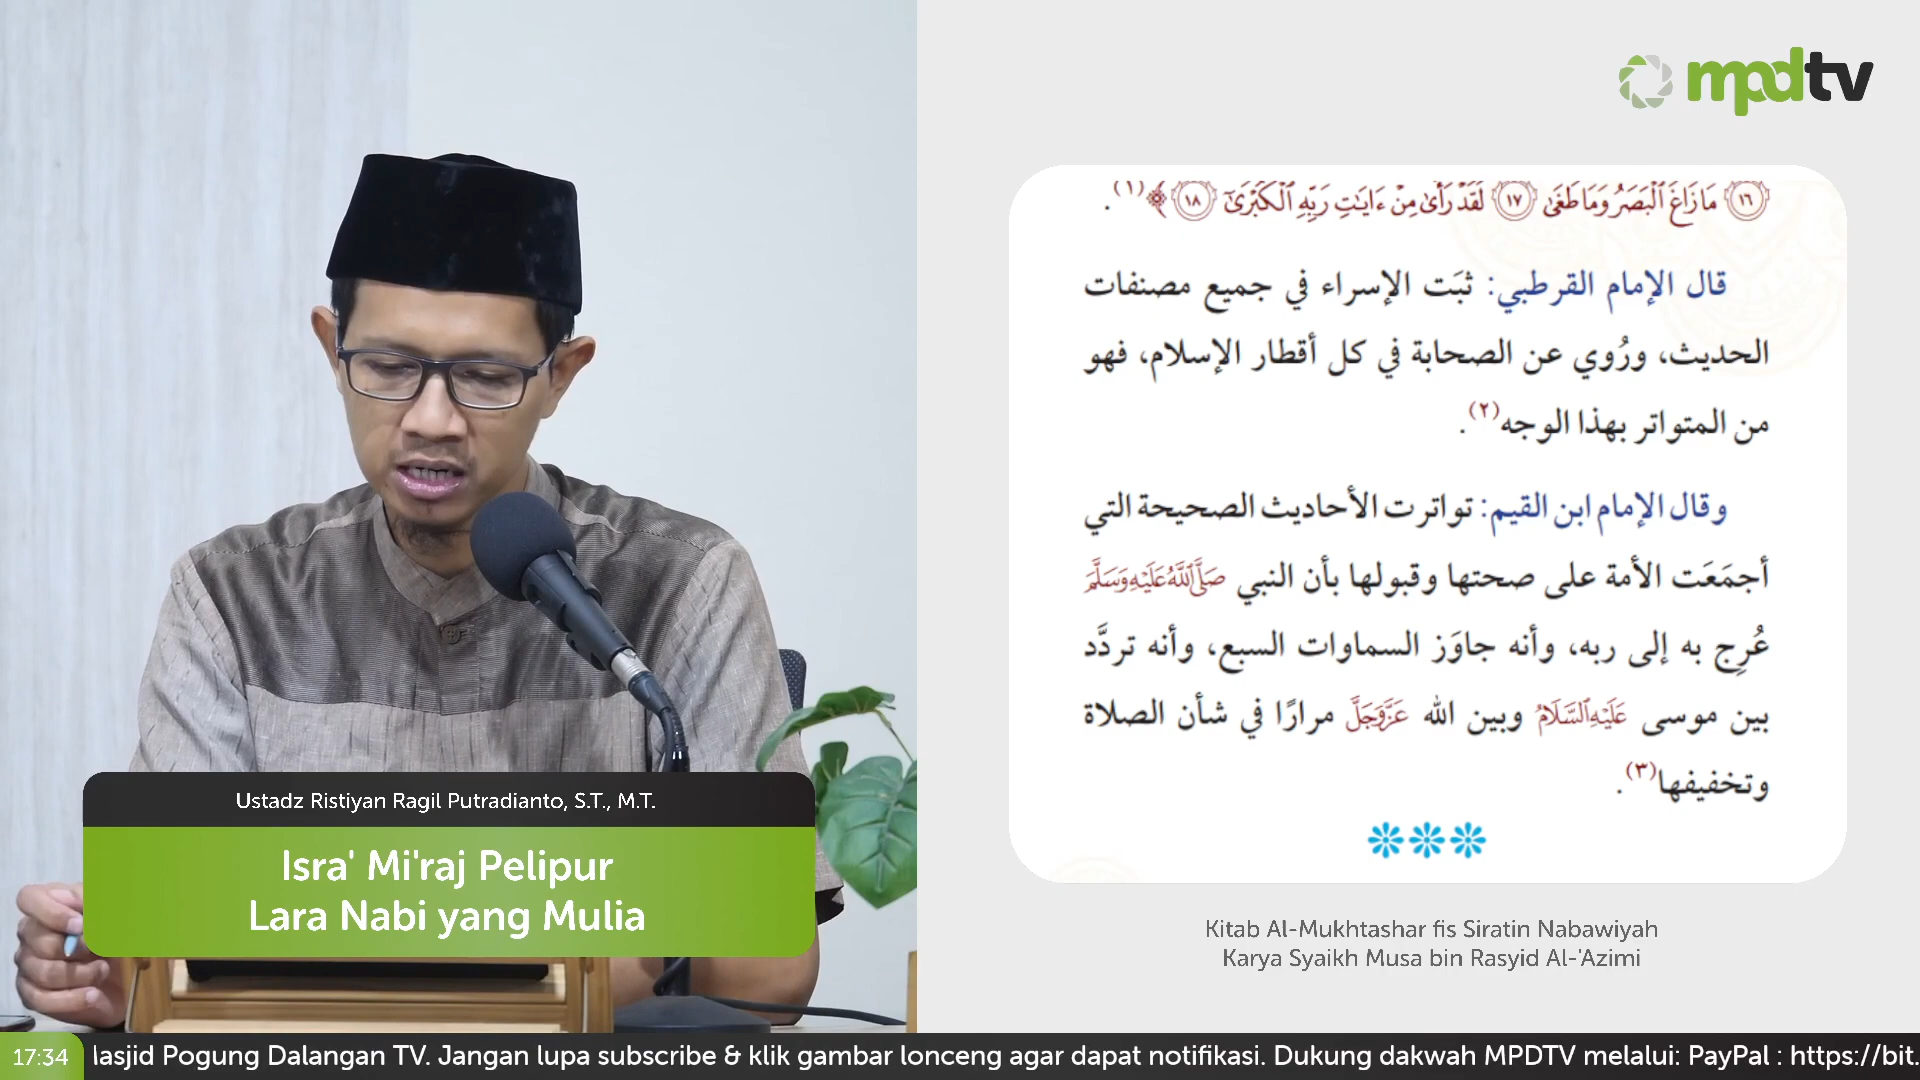 mpdtv
﴿١٦﴾ مَا زَاغَ ٱلْبَصَرُ وَمَا طَغَىٰ ﴿١٧﴾ لَقَدْ رَأَىٰ مِنْ ءَايَٰتِ رَبِّهِ ٱلْكُبْرَىٰٓ ﴿١٨﴾ (١).
قال الإمام القرطبي: ثبَت الإسراء في جميع مصنفات
الحديث، ورُوي عن الصحابة في كل أقطار الإسلام، فهو
من المتواتر بهذا الوجه(٢).
وقال الإمام ابن القيم: تواترت الأحاديث الصحيحة التي
أجمَعَت الأمة على صحتها وقبولها بأن النبي صَلَّى ٱللَّهُ عَلَيْهِ وَسَلَّمَ
عُرِج به إلى ربه، وأنه جاوَز السماوات السبع، وأنه تردَّد
بين موسى عَلَيْهِ ٱلسَّلَامُ وبين الله عَزَّوَجَلَّ مرارًا في شأن الصلاة
وتخفيفها(٣).
Kitab Al-Mukhtashar fis Siratin Nabawiyah
Karya Syaikh Musa bin Rasyid Al-'Azimi
Ustadz Ristiyan Ragil Putradianto, S.T., M.T.
Isra' Mi'raj Pelipur
Lara Nabi yang Mulia
17:34 Masjid Pogung Dalangan TV. Jangan lupa subscribe & klik gambar lonceng agar dapat notifikasi. Dukung dakwah MPDTV melalui: PayPal : https://bit.